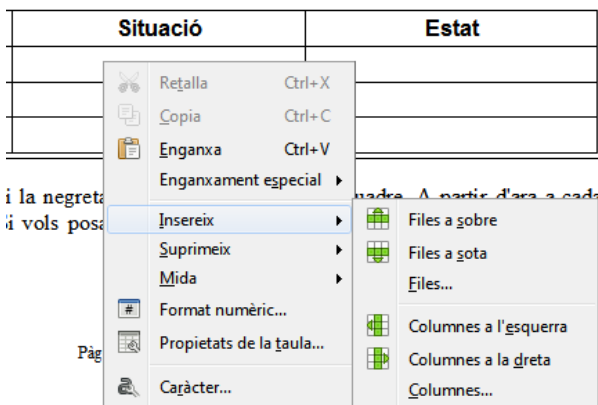 Situació Estat
Retalla Ctrl+X
Copia Ctrl+C
Enganxa Ctrl+V
Enganxament especial
i la negreta quadre. A partir d'ara a cada
Si vols posa
Insereix
Files a sobre
Suprimeix
Files a sota
Mida
Files...
Format numèric...
Columnes a l'esquerra
Pàg
Propietats de la taula...
Columnes a la dreta
Caràcter...
Columnes...